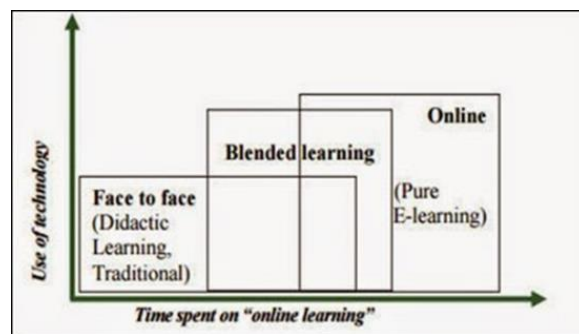 Use of technology
Online
Blended learning
Face to face
(Didactic
Learning,
Traditional)
(Pure
E-learning)
Time spent on "online learning"